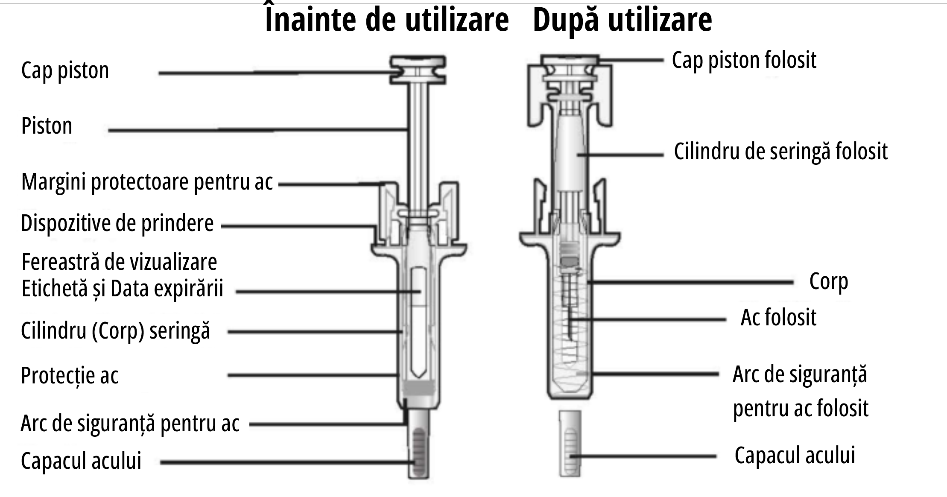 Înainte de utilizare
Cap piston
Piston
Margini protectoare pentru ac
Dispozitive de prindere
Fereastră de vizualizare
Etichetă și Data expirării
Cilindru (Corp) seringă
Protecție ac
Arc de siguranță pentru ac
Capacul acului
După utilizare
Cap piston folosit
Cilindru de seringă folosit
Corp
Ac folosit
Arc de siguranță
pentru ac folosit
Capacul acului